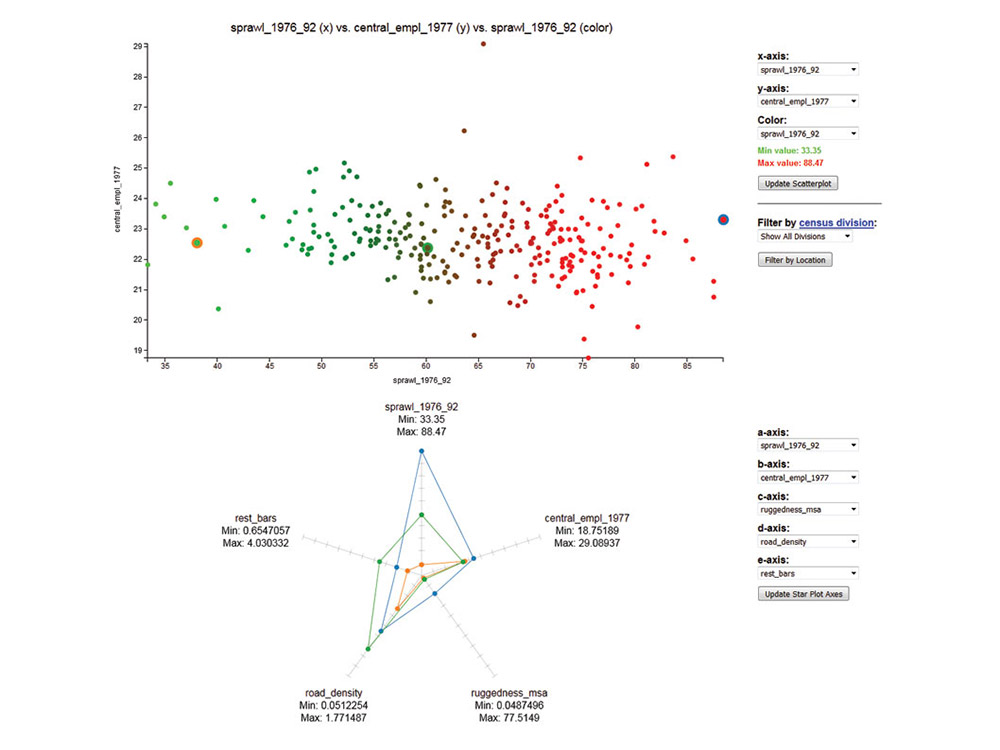 sprawl_1976_92 (x) vs. central_empl_1977 (y) vs. sprawl_1976_92 (color)
29
28
27
26
25
24
23
22
21
20
19
central_empl_1977
35
45
50
55
60
65
70
75
80
85
sprawl_1976_92
x-axis:
sprawl_1976_92
y-axis:
central_empl_1977
Color:
sprawl_1976_92
Min value: 33.35
Max value: 88.47
Update Scatterplot
Filter by census division:
Show All Divisions
Filter by Location
sprawl_1976_92
Min: 33.35
Max: 88.47
rest_bars
Min: 0.6547057
Max: 4.030332
central_empl_1977
Min: 18.75189
Max: 29.08937
road_density
Min: 0.0512254
Max: 1.771487
ruggedness_msa
Min: 0.0487496
Max: 77.5149
a-axis:
sprawl_1976_92
b-axis:
central_empl_1977
c-axis:
ruggedness_msa
d-axis:
road_density
e-axis:
rest_bars
Update Star Plot Axes